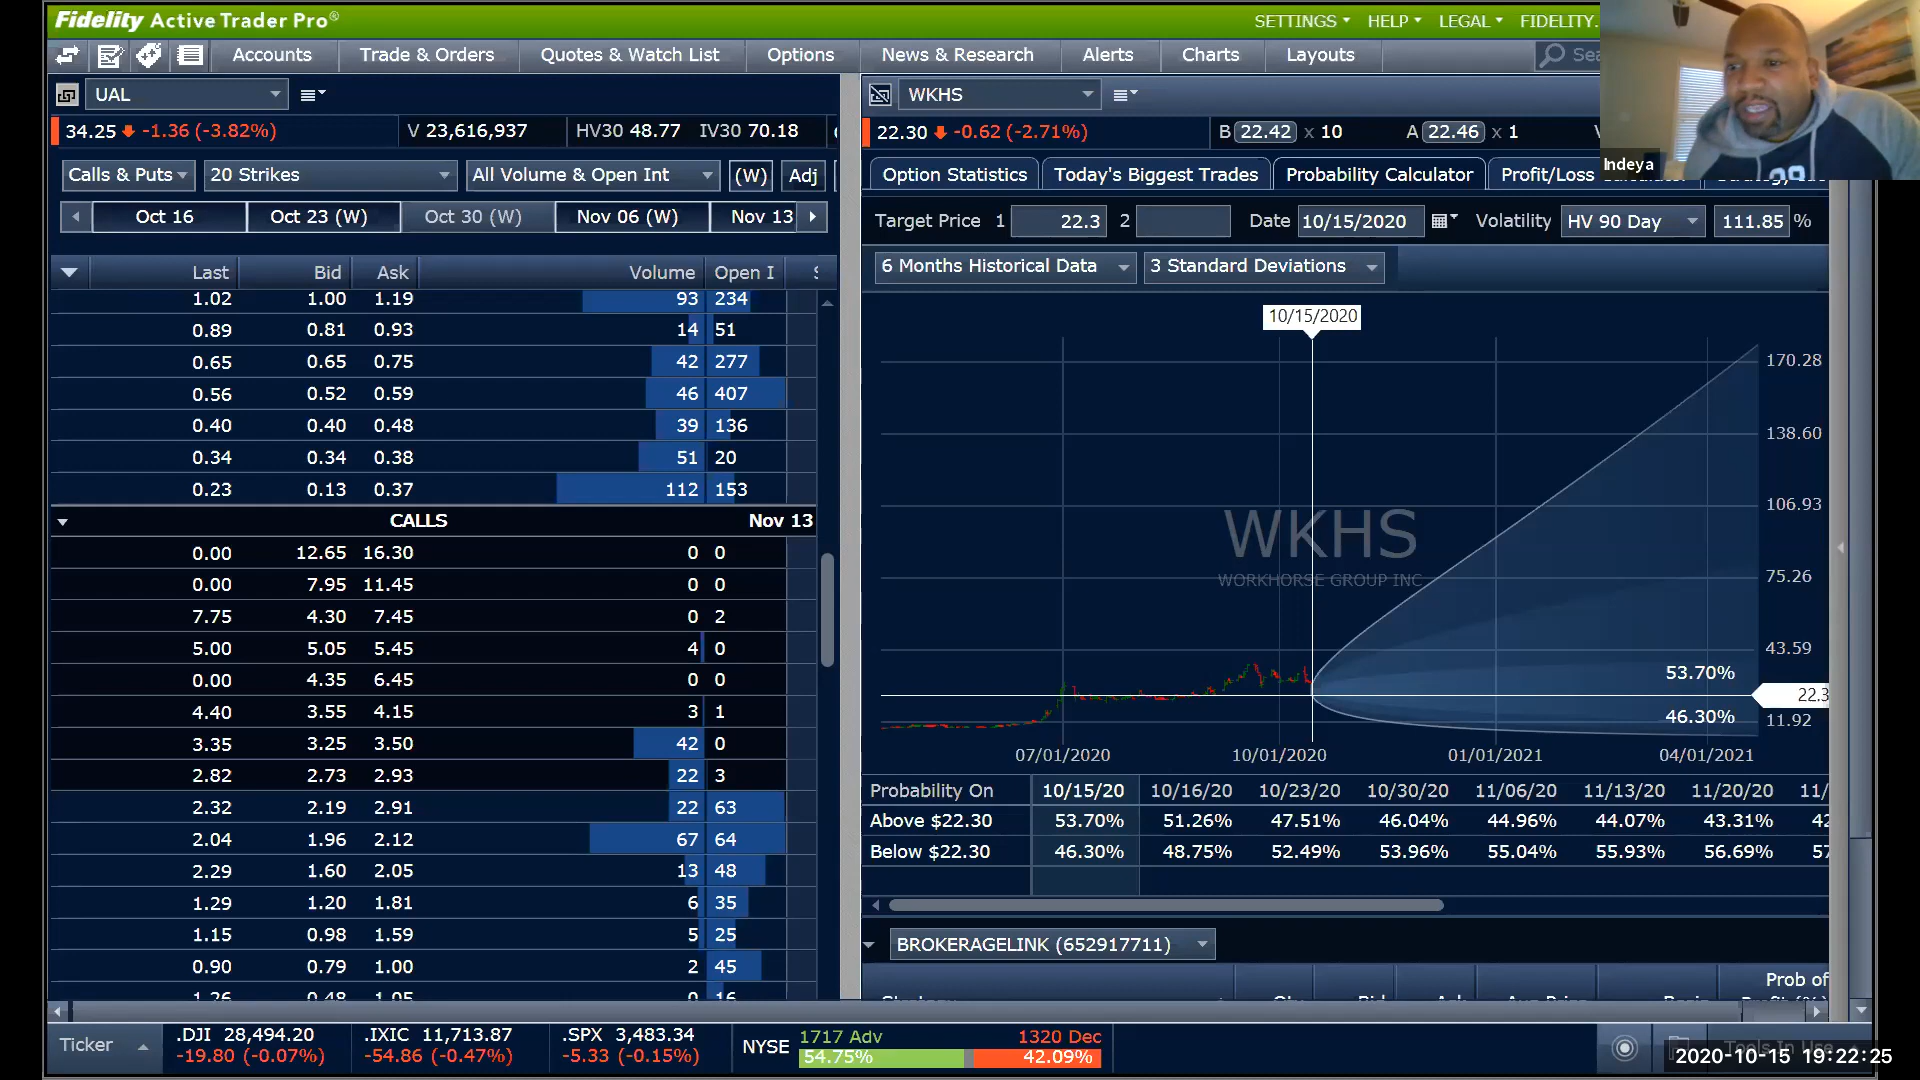 Fidelity Active Trader Pro®
SETTINGS HELP LEGAL FIDELITY.
Accounts Trade & Orders Quotes & Watch List Options News & Research Alerts Charts Layouts
UAL
WKHS
34.25 -1.36 (-3.82%) V 23,616,937 HV30 48.77 IV30 70.18
22.30 -0.62 (-2.71%) B 22.42 x 10 A 22.46 x 1
Indeya
Calls & Puts 20 Strikes All Volume & Open Int (W) Adj
Option Statistics Today's Biggest Trades Probability Calculator Profit/Loss
Oct 16 Oct 23 (W) Oct 30 (W) Nov 06 (W) Nov 13
Target Price 1 22.3 2 Date 10/15/2020 Volatility HV 90 Day 111.85 %
6 Months Historical Data 3 Standard Deviations
Last Bid Ask Volume Open I
1.02 1.00 1.19 93 234
0.89 0.81 0.93 14 51
0.65 0.65 0.75 42 277
0.56 0.52 0.59 46 407
0.40 0.40 0.48 39 136
0.34 0.34 0.38 51 20
0.23 0.13 0.37 112 153
CALLS Nov 13
0.00 12.65 16.30 0 0
0.00 7.95 11.45 0 0
7.75 4.30 7.45 0 2
5.00 5.05 5.45 4 0
0.00 4.35 6.45 0 0
4.40 3.55 4.15 3 1
3.35 3.25 3.50 42 0
2.82 2.73 2.93 22 3
2.32 2.19 2.91 22 63
2.04 1.96 2.12 67 64
2.29 1.60 2.05 13 48
1.29 1.20 1.81 6 35
1.15 0.98 1.59 5 25
0.90 0.79 1.00 2 45
1.26 0.48 1.05 0 16
10/15/2020
170.28
138.60
106.93
75.26
43.59
11.92
WKHS
WORKHORSE GROUP INC
53.70%
22.3
46.30%
07/01/2020 10/01/2020 01/01/2021 04/01/2021
Probability On 10/15/20 10/16/20 10/23/20 10/30/20 11/06/20 11/13/20 11/20/20 11/
Above $22.30 53.70% 51.26% 47.51% 46.04% 44.96% 44.07% 43.31% 42
Below $22.30 46.30% 48.75% 52.49% 53.96% 55.04% 55.93% 56.69% 57
BROKERAGELINK (652917711)
Prob of
Ticker
.DJI 28,494.20
-19.80 (-0.07%)
.IXIC 11,713.87
-54.86 (-0.47%)
.SPX 3,483.34
-5.33 (-0.15%)
NYSE
1717 Adv 1320 Dec
54.75% 42.09%
Tools In Use
2020-10-15 19:22:25